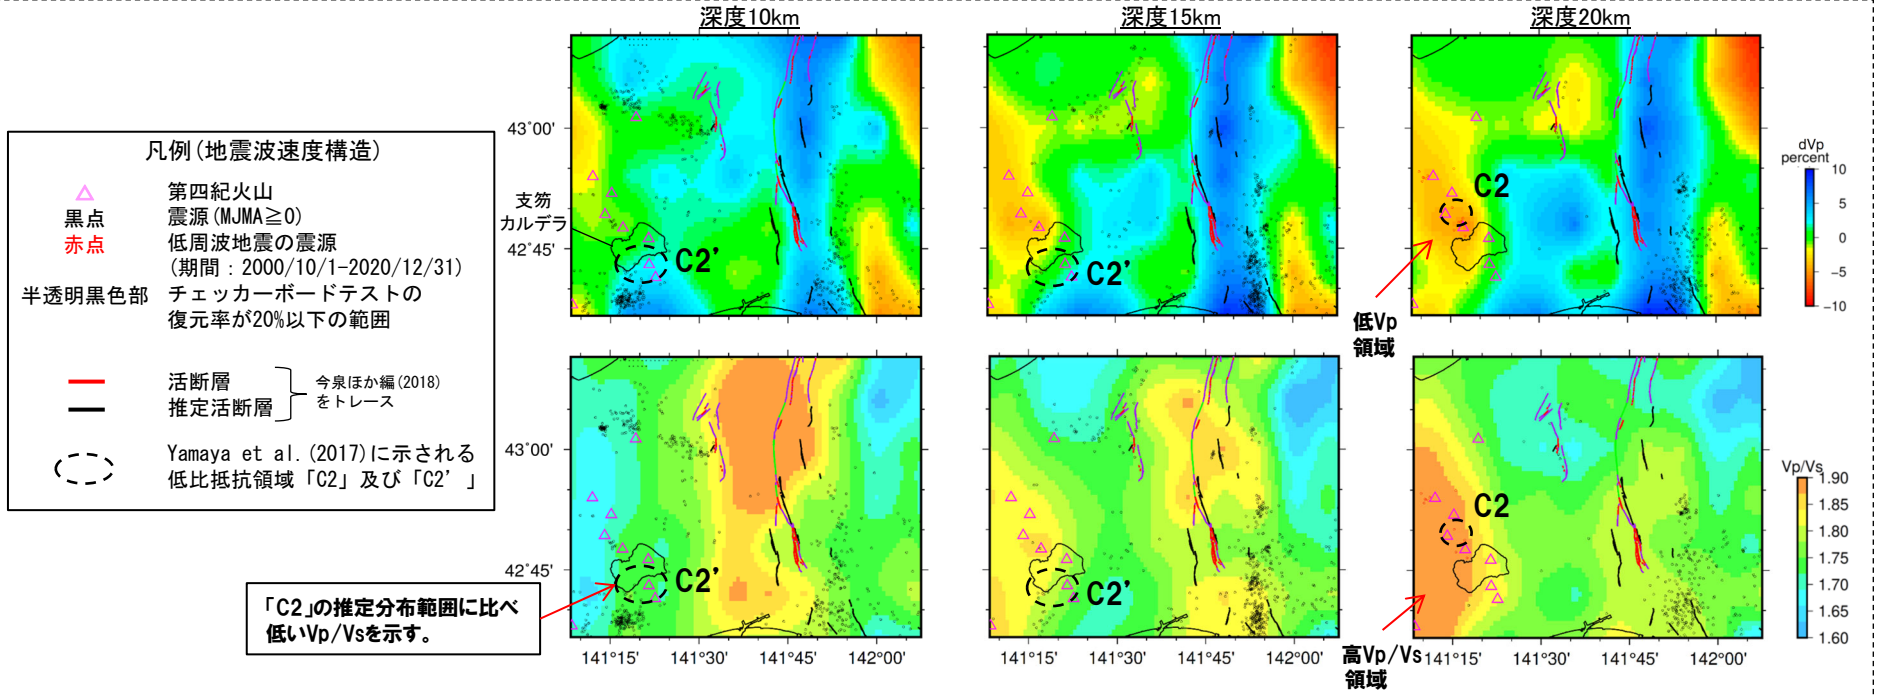 深度10km
深度15km
深度20km
凡例(地震波速度構造)
第四紀火山
黒点 震源(MJMA≧0)
赤点 低周波地震の震源
(期間：2000/10/1-2020/12/31)
半透明黒色部 チェッカーボードテストの
復元率が20%以下の範囲
活断層
推定活断層
今泉ほか編(2018)
をトレース
Yamaya et al.(2017)に示される
低比抵抗領域「C2」及び「C2’」
支笏
カルデラ
43°00'
42°45'
C2’
C2’
C2
低Vp
領域
dVp
percent
10
5
0
−5
−10
43°00'
42°45'
C2’
C2’
C2
「C2」の推定分布範囲に比べ
低いVp/Vsを示す。
141°15' 141°30' 141°45' 142°00'
141°15' 141°30' 141°45' 142°00'
141°15' 141°30' 141°45' 142°00'
高Vp/Vs
領域
Vp/Vs
1.90
1.85
1.80
1.75
1.70
1.65
1.60